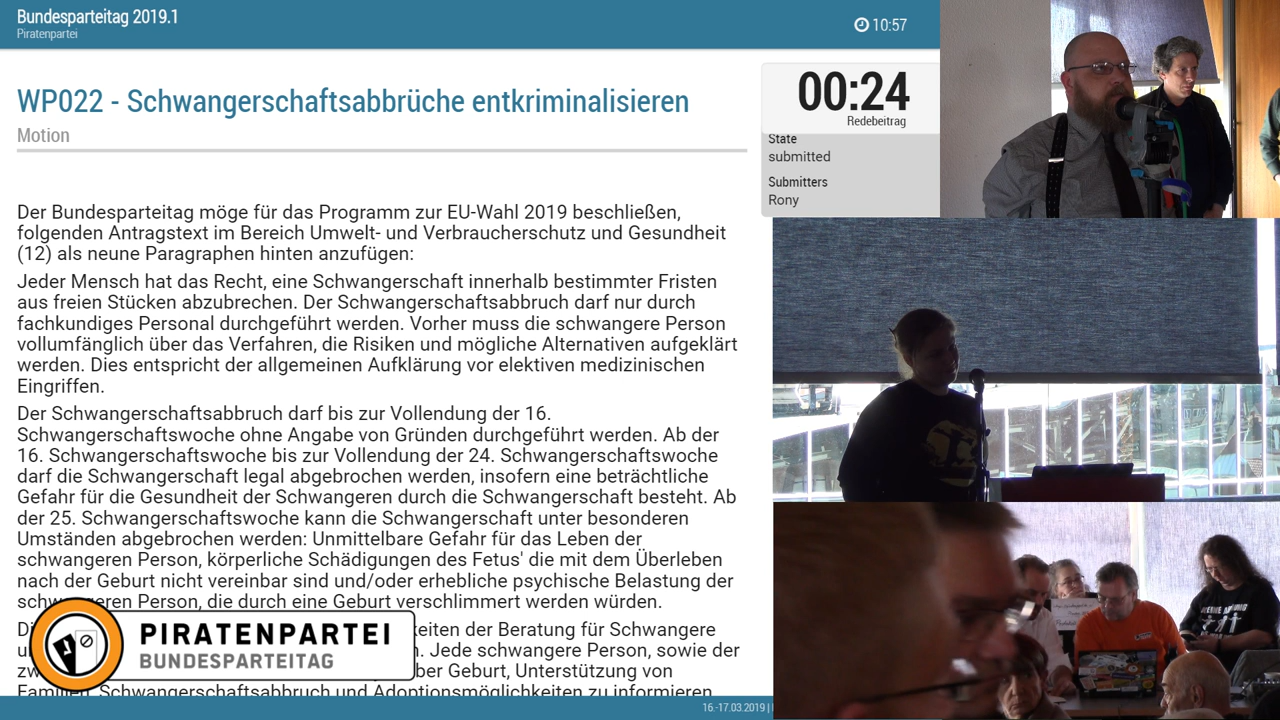 Bundesparteitag 2019.1
Piratenpartei
10:57
WP022 - Schwangerschaftsabbrüche entkriminalisieren
Motion
00:24
Redebeitrag
State
submitted
Submitters
Rony
Der Bundesparteitag möge für das Programm zur EU-Wahl 2019 beschließen,
folgenden Antragstext im Bereich Umwelt- und Verbraucherschutz und Gesundheit
(12) als neune Paragraphen hinten anzufügen:
Jeder Mensch hat das Recht, eine Schwangerschaft innerhalb bestimmter Fristen
aus freien Stücken abzubrechen. Der Schwangerschaftsabbruch darf nur durch
fachkundiges Personal durchgeführt werden. Vorher muss die schwangere Person
vollumfänglich über das Verfahren, die Risiken und mögliche Alternativen aufgeklärt
werden. Dies entspricht der allgemeinen Aufklärung vor elektiven medizinischen
Eingriffen.
Der Schwangerschaftsabbruch darf bis zur Vollendung der 16.
Schwangerschaftswoche ohne Angabe von Gründen durchgeführt werden. Ab der
16. Schwangerschaftswoche bis zur Vollendung der 24. Schwangerschaftswoche
darf die Schwangerschaft legal abgebrochen werden, insofern eine beträchtliche
Gefahr für die Gesundheit der Schwangeren durch die Schwangerschaft besteht. Ab
der 25. Schwangerschaftswoche kann die Schwangerschaft unter besonderen
Umständen abgebrochen werden: Unmittelbare Gefahr für das Leben der
schwangeren Person, körperliche Schädigungen des Fetus' die mit dem Überleben
nach der Geburt nicht vereinbar sind und/oder erhebliche psychische Belastung der
schwangeren Person, die durch eine Geburt verschlimmert werden würden.
keiten der Beratung für Schwangere
Jede schwangere Person, sowie der
ber Geburt, Unterstützung von
Familien, Schwangerschaftsabbruch und Adoptionsmöglichkeiten zu informieren
PIRATENPARTEI
BUNDESPARTEITAG
16.-17.03.2019 |